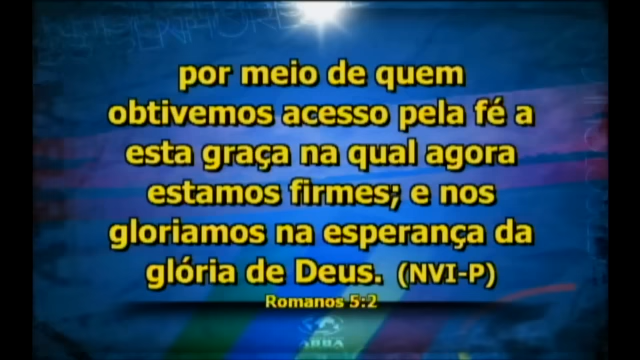 por meio de quem
obtivemos acesso pela fé a
esta graça na qual agora
estamos firmes; e nos
gloriamos na esperança da
glória de Deus. (NVI-P)
Romanos 5:2